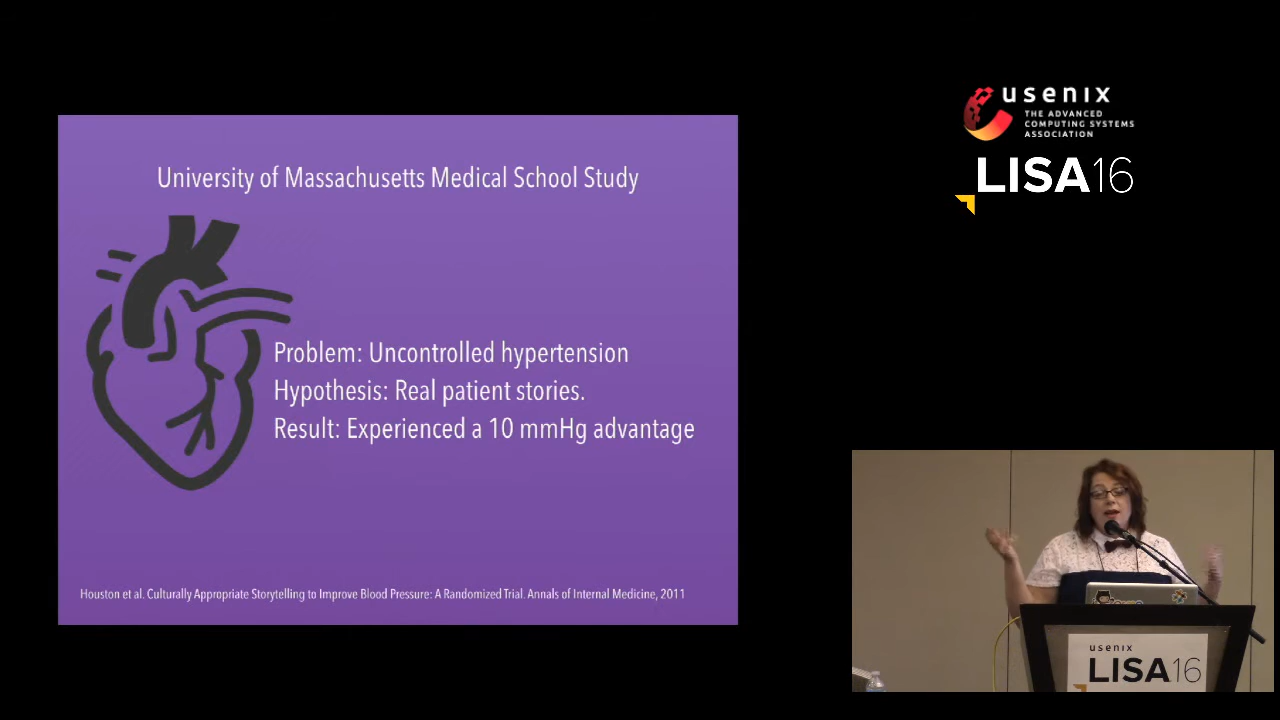 University of Massachusetts Medical School Study
Problem: Uncontrolled hypertension
Hypothesis: Real patient stories.
Result: Experienced a 10 mmHg advantage
Houston et al. Culturally Appropriate Storytelling to Improve Blood Pressure: A Randomized Trial. Annals of Internal Medicine, 2011
usenix
THE ADVANCED
COMPUTING SYSTEMS
ASSOCIATION
LISA16
usenix
LISA16